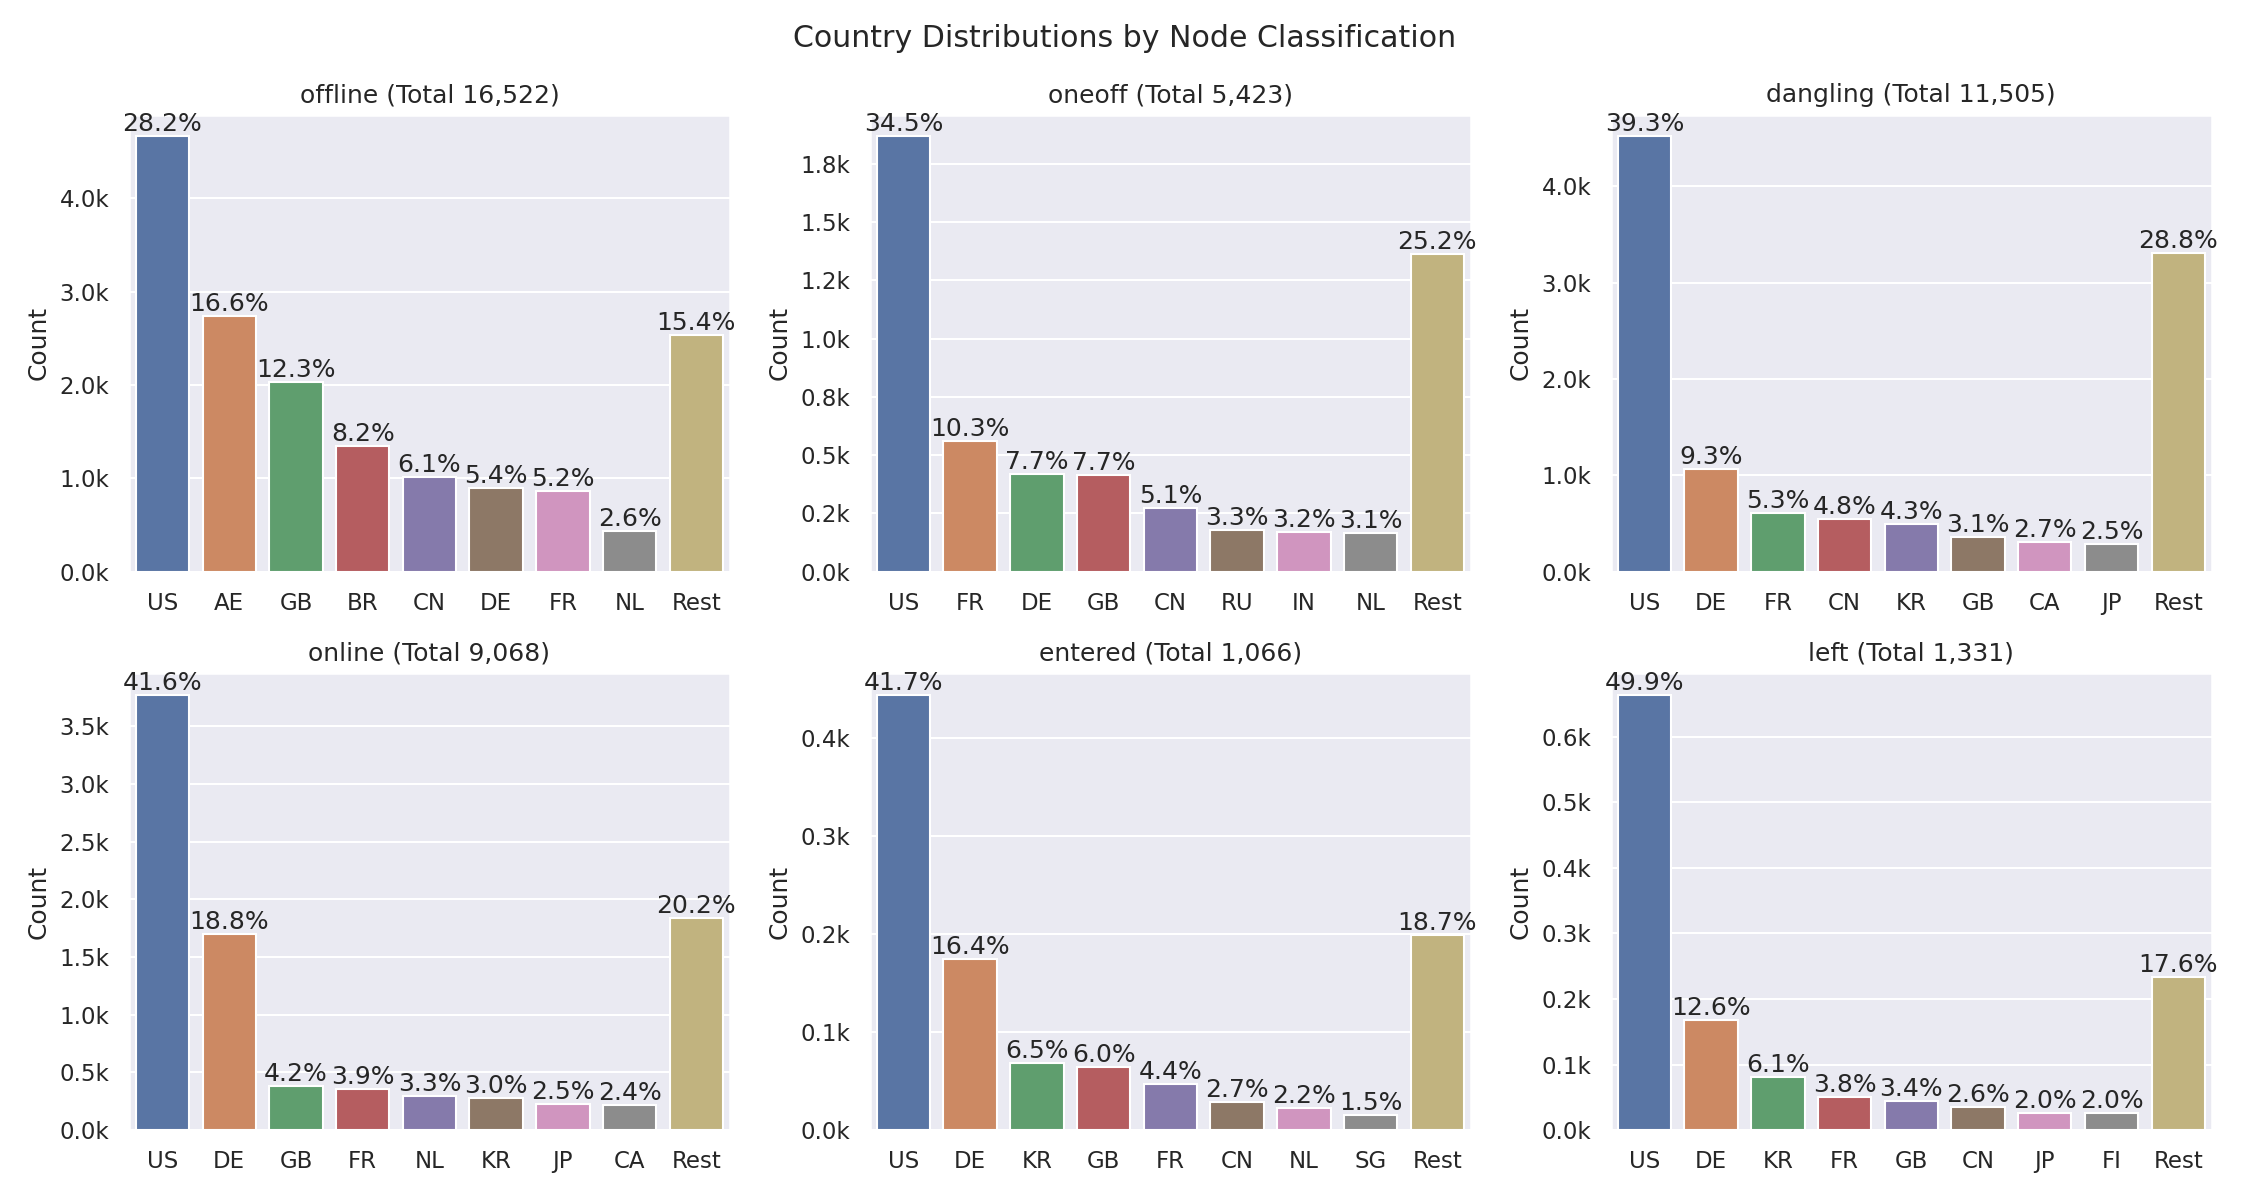 Country Distributions by Node Classification
offline (Total 16,522)
Count
4.0k
3.0k
2.0k
1.0k
0.0k
28.2%
16.6%
12.3%
8.2%
6.1%
5.4%
5.2%
2.6%
15.4%
US AE GB BR CN DE FR NL Rest
oneoff (Total 5,423)
Count
1.8k
1.5k
1.2k
1.0k
0.8k
0.5k
0.2k
0.0k
34.5%
10.3%
7.7%
7.7%
5.1%
3.3%
3.2%
3.1%
25.2%
US FR DE GB CN RU IN NL Rest
dangling (Total 11,505)
Count
4.0k
3.0k
2.0k
1.0k
0.0k
39.3%
9.3%
5.3%
4.8%
4.3%
3.1%
2.7%
2.5%
28.8%
US DE FR CN KR GB CA JP Rest
online (Total 9,068)
Count
3.5k
3.0k
2.5k
2.0k
1.5k
1.0k
0.5k
0.0k
41.6%
18.8%
4.2%
3.9%
3.3%
3.0%
2.5%
2.4%
20.2%
US DE GB FR NL KR JP CA Rest
entered (Total 1,066)
Count
0.4k
0.3k
0.2k
0.1k
0.0k
41.7%
16.4%
6.5%
6.0%
4.4%
2.7%
2.2%
1.5%
18.7%
US DE KR GB FR CN NL SG Rest
left (Total 1,331)
Count
0.6k
0.5k
0.4k
0.3k
0.2k
0.1k
0.0k
49.9%
12.6%
6.1%
3.8%
3.4%
2.6%
2.0%
2.0%
17.6%
US DE KR FR GB CN JP FI Rest